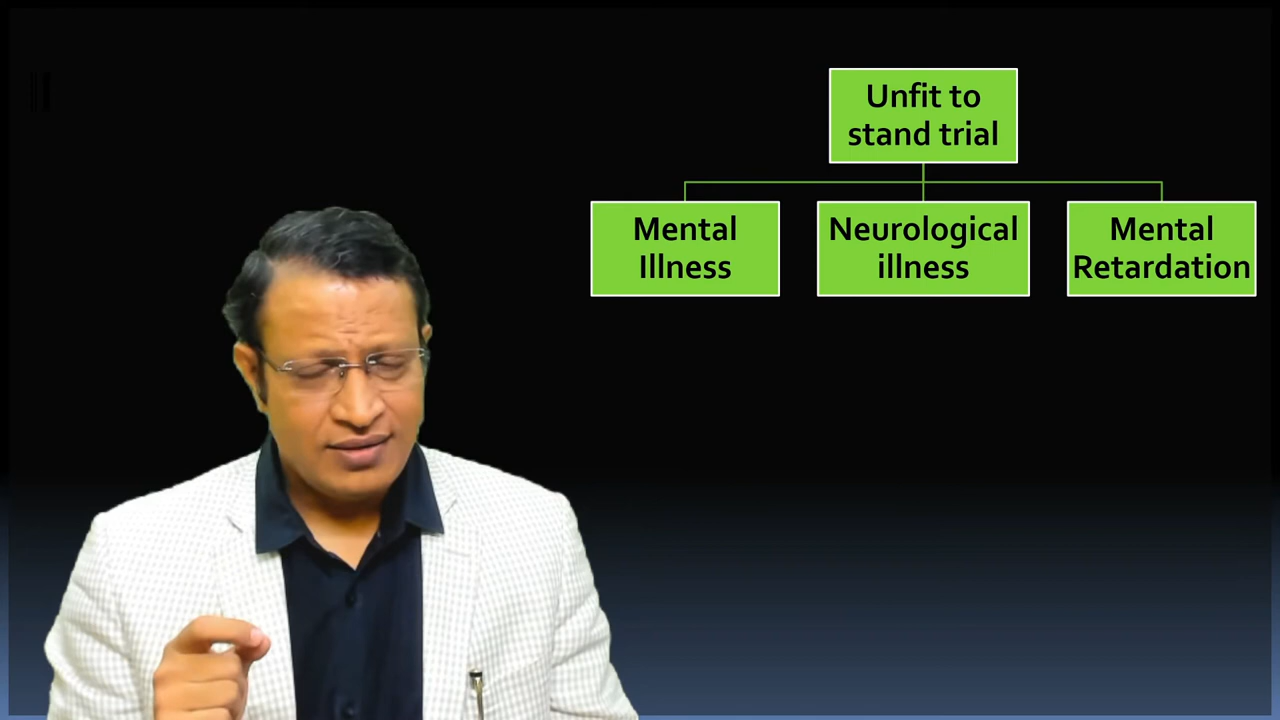 Unfit to
stand trial
Mental
Illness
Neurological
illness
Mental
Retardation